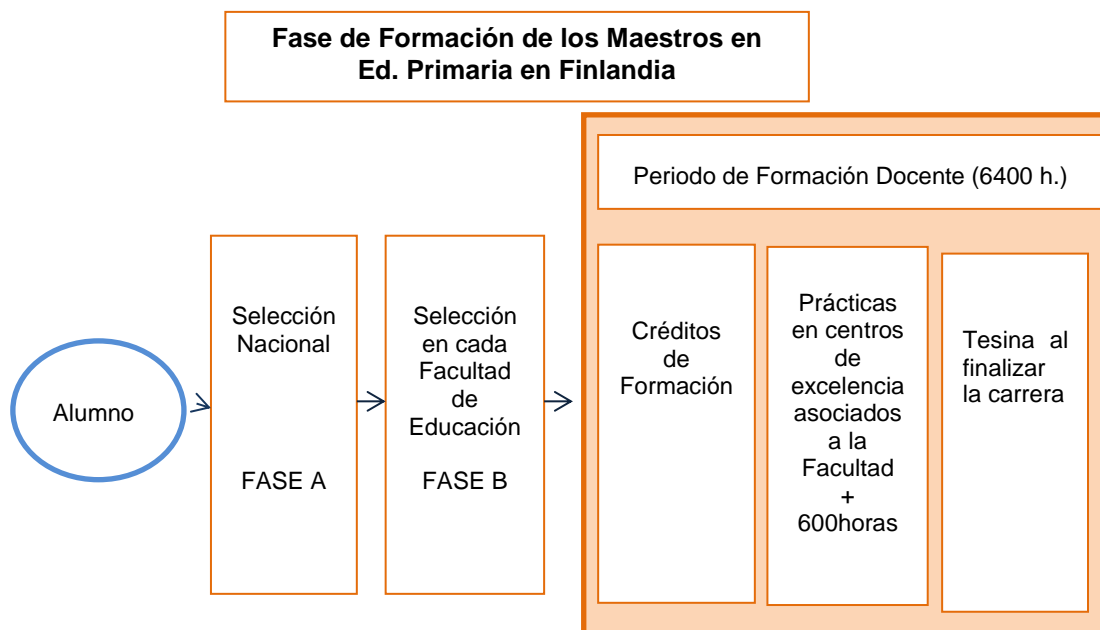 Fase de Formación de los Maestros en
Ed. Primaria en Finlandia
Periodo de Formación Docente (6400 h.)
Alumno
Selección
Nacional
FASE A
Selección
en cada
Facultad
de
Educación
FASE B
Créditos
de
Formación
Prácticas
en centros
de
excelencia
asociados
a la
Facultad
+
600horas
Tesina al
finalizar
la carrera